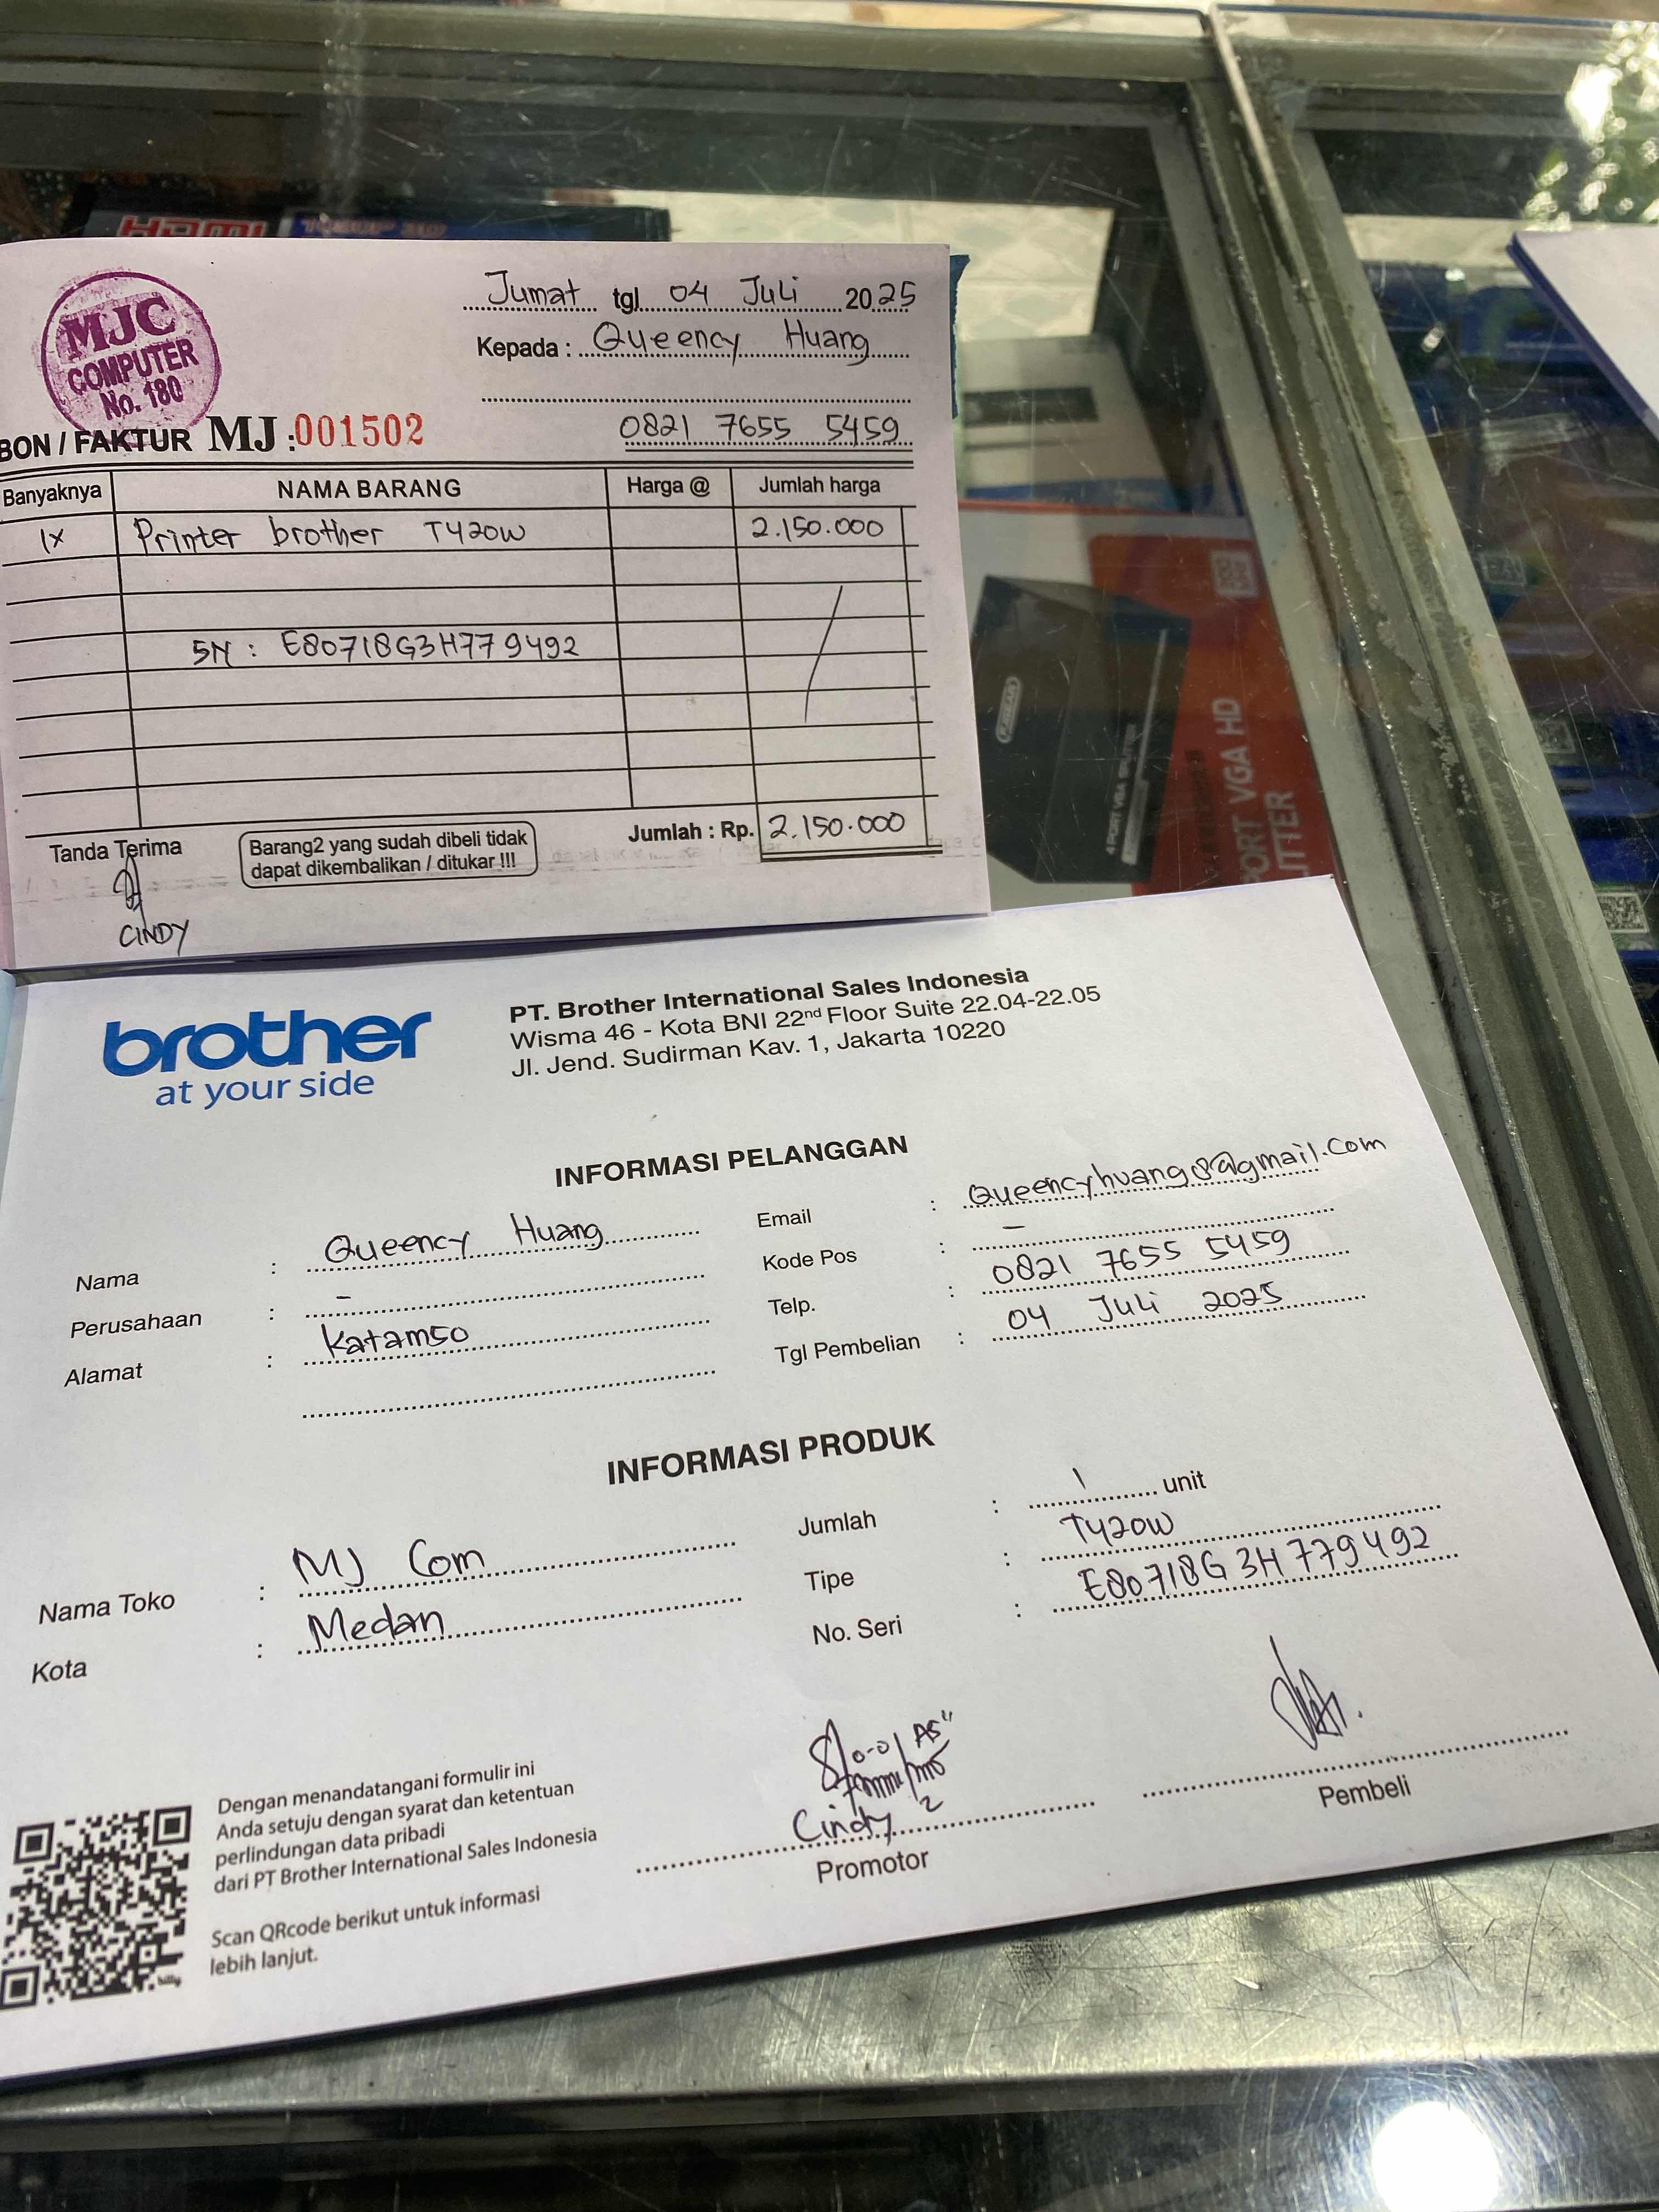 HDMI
MJC
COMPUTER
No. 180
Jumat tgl 04 Juli 2025
Kepada : Queency Huang
0821 7655 5459
BON / FAKTUR MJ : 001502
Banyaknya NAMA BARANG Harga @ Jumlah harga
1x Printer brother T420W 2.150.000
SN : E80718G3H779492
Jumlah : Rp. 2.150.000
Tanda Terima
Barang2 yang sudah dibeli tidak
dapat dikembalikan / ditukar !!!
CINDY
4PORT VGA SPLITTER
PORT VGA HD
brother
at your side
PT. Brother International Sales Indonesia
Wisma 46 - Kota BNI 22nd Floor Suite 22.04-22.05
Jl. Jend. Sudirman Kav. 1, Jakarta 10220
INFORMASI PELANGGAN
Nama : Queency Huang
Perusahaan : -
Alamat : Katamso
Email : Queencyhuang8@gmail.com
Kode Pos : -
Telp. : 0821 7655 5459
Tgl Pembelian : 04 Juli 2025
INFORMASI PRODUK
Nama Toko : MJ Com
Kota : Medan
Jumlah : 1 unit
Tipe : T420W
No. Seri : E80718G3H779492
Dengan menandatangani formulir ini
Anda setuju dengan syarat dan ketentuan
perlindungan data pribadi
dari PT Brother International Sales Indonesia
Scan QRcode berikut untuk informasi
lebih lanjut.
Cindy
Promotor
Pembeli